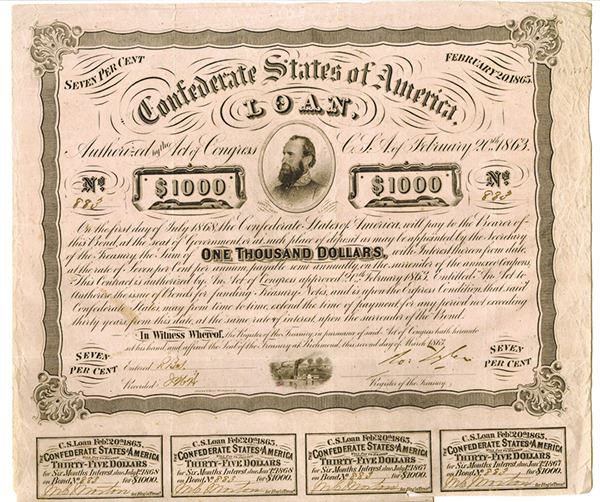 SEVEN PER CENT
FEBRUARY 20 1863.
Confederate States of America.
LOAN,
Authorized by the Act of Congress C. S. A. of February 20th 1863.
No
883
$1000
$1000
No
883
On the first day of July 1868, the Confederate States of America, will pay to the Bearer of
this Bond, at the seat of Government or at such place of deposit as may be appointed by the Secretary
of the Treasury, the Sum of ONE THOUSAND DOLLARS, with Interest thereon from date,
at the rate of Seven per Cent per annum, payable semi annually, on the surrender of the annexed Coupons.
This Contract is authorized by An Act of Congress approved 20th February 1863, Entitled "An Act to
Authorize the issue of Bonds for funding Treasury Notes, and is upon the Express Condition, that said
Confederate States, may from time to time, extend the time of payment for any period not exceeding
thirty years from this date, at the same rate of interest, upon the surrender of the Bond.
In Witness Whereof, the Register of the Treasury, in pursuance of said Act of Congress hath hereunto
set his hand, and affixed the Seal of the Treasury at Richmond, this second day of March 1863.
SEVEN
PER CENT
Entered
Recorded
Register of the Treasury.
SEVEN
PER CENT
C.S. Loan Feby. 20th 1863.
THE CONFEDERATE STATES OF AMERICA
THIRTY-FIVE DOLLARS
for Six Months Interest due July 1st 1868
on Bond No 883 for $1000.
C.S. Loan Feby. 20th 1863.
THE CONFEDERATE STATES OF AMERICA
THIRTY-FIVE DOLLARS
for Six Months Interest due Jany 1st 1868
on Bond No 883 for $1000.
C.S. Loan Feby. 20th 1863.
THE CONFEDERATE STATES OF AMERICA
THIRTY-FIVE DOLLARS
for Six Months Interest due July 1st 1867
on Bond No 883 for $1000.
C.S. Loan Feby. 20th 1863.
THE CONFEDERATE STATES OF AMERICA
THIRTY-FIVE DOLLARS
for Six Months Interest due Jany 1st 1867
on Bond No 883 for $1000.